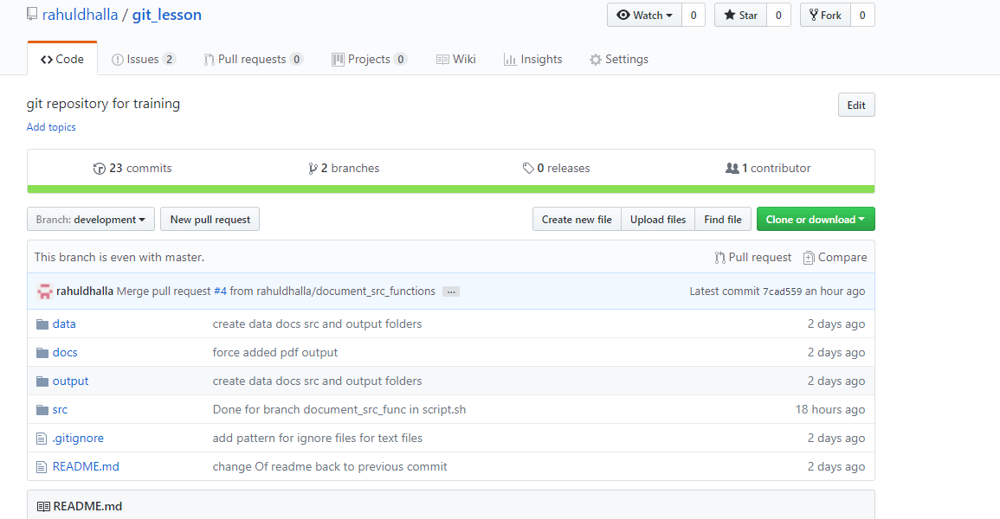 rahuldhalla / git_lesson
Watch 0 Star 0 Fork 0
Code Issues 2 Pull requests 0 Projects 0 Wiki Insights Settings
git repository for training Edit
Add topics
23 commits 2 branches 0 releases 1 contributor
Branch: development New pull request Create new file Upload files Find file Clone or download
This branch is even with master. Pull request Compare
rahuldhalla Merge pull request #4 from rahuldhalla/document_src_functions ... Latest commit 7cad559 an hour ago
data create data docs src and output folders 2 days ago
docs force added pdf output 2 days ago
output create data docs src and output folders 2 days ago
src Done for branch document_src_func in script.sh 18 hours ago
.gitignore add pattern for ignore files for text files 2 days ago
README.md change Of readme back to previous commit 2 days ago
README.md